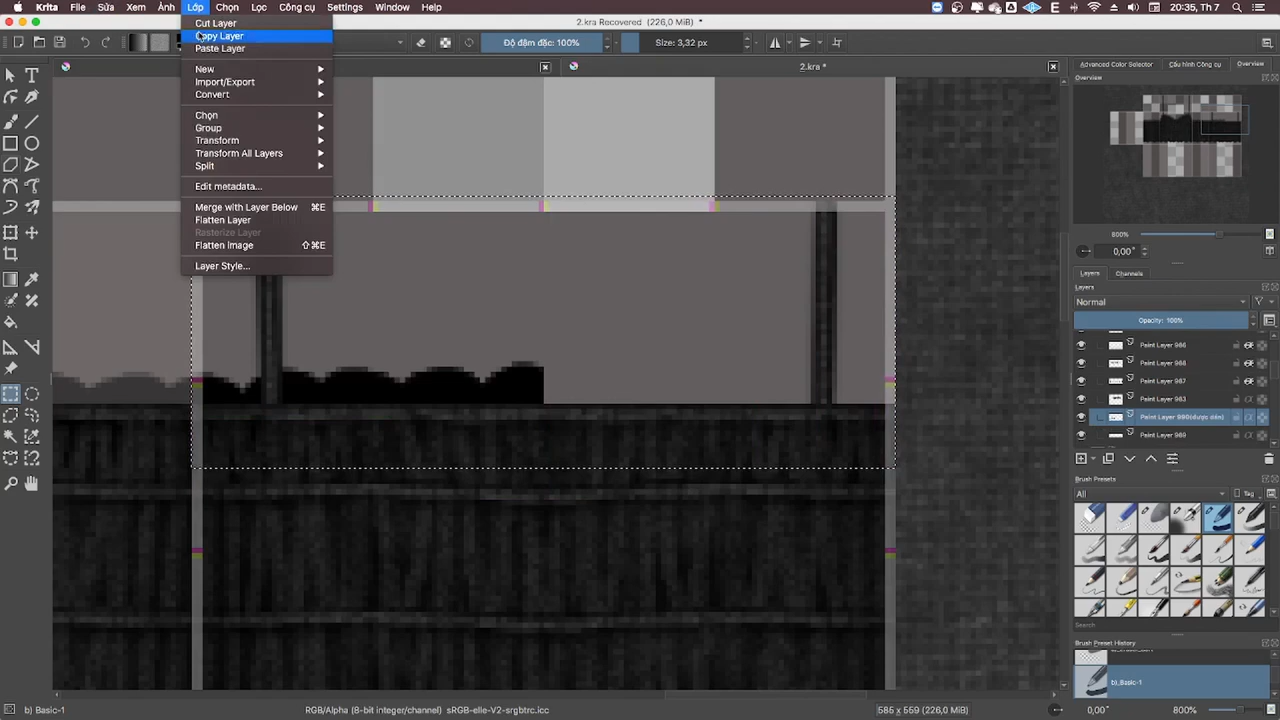 Krita File Sửa Xem Ảnh Lớp Chọn Lọc Công cụ Settings Window Help
20:35, Th 7
2.kra Recovered (226,0 MiB) *
Độ đậm đặc: 100%
Size: 3,32 px
2.kra *
Cut Layer
Copy Layer
Paste Layer
New
Import/Export
Convert
Chọn
Group
Transform
Transform All Layers
Split
Edit metadata...
Merge with Layer Below ⌘E
Flatten Layer
Rasterize Layer
Flatten Image ⇧⌘E
Layer Style...
Advanced Color Selector
Cấu hình Công cụ
Overview
Overview
800%
0,00°
Layers
Channels
Layers
Normal
Opacity: 100%
Paint Layer 986
Paint Layer 987
Paint Layer 983
Paint Layer 989
Brush Presets
All
Tag
Search
Brush Preset History
b)_Basic-1
b) Basic-1
RGB/Alpha (8-bit integer/channel) sRGB-elle-V2-srgbtrc.icc
585 x 559 (226,0 MiB)
0,00°
800%